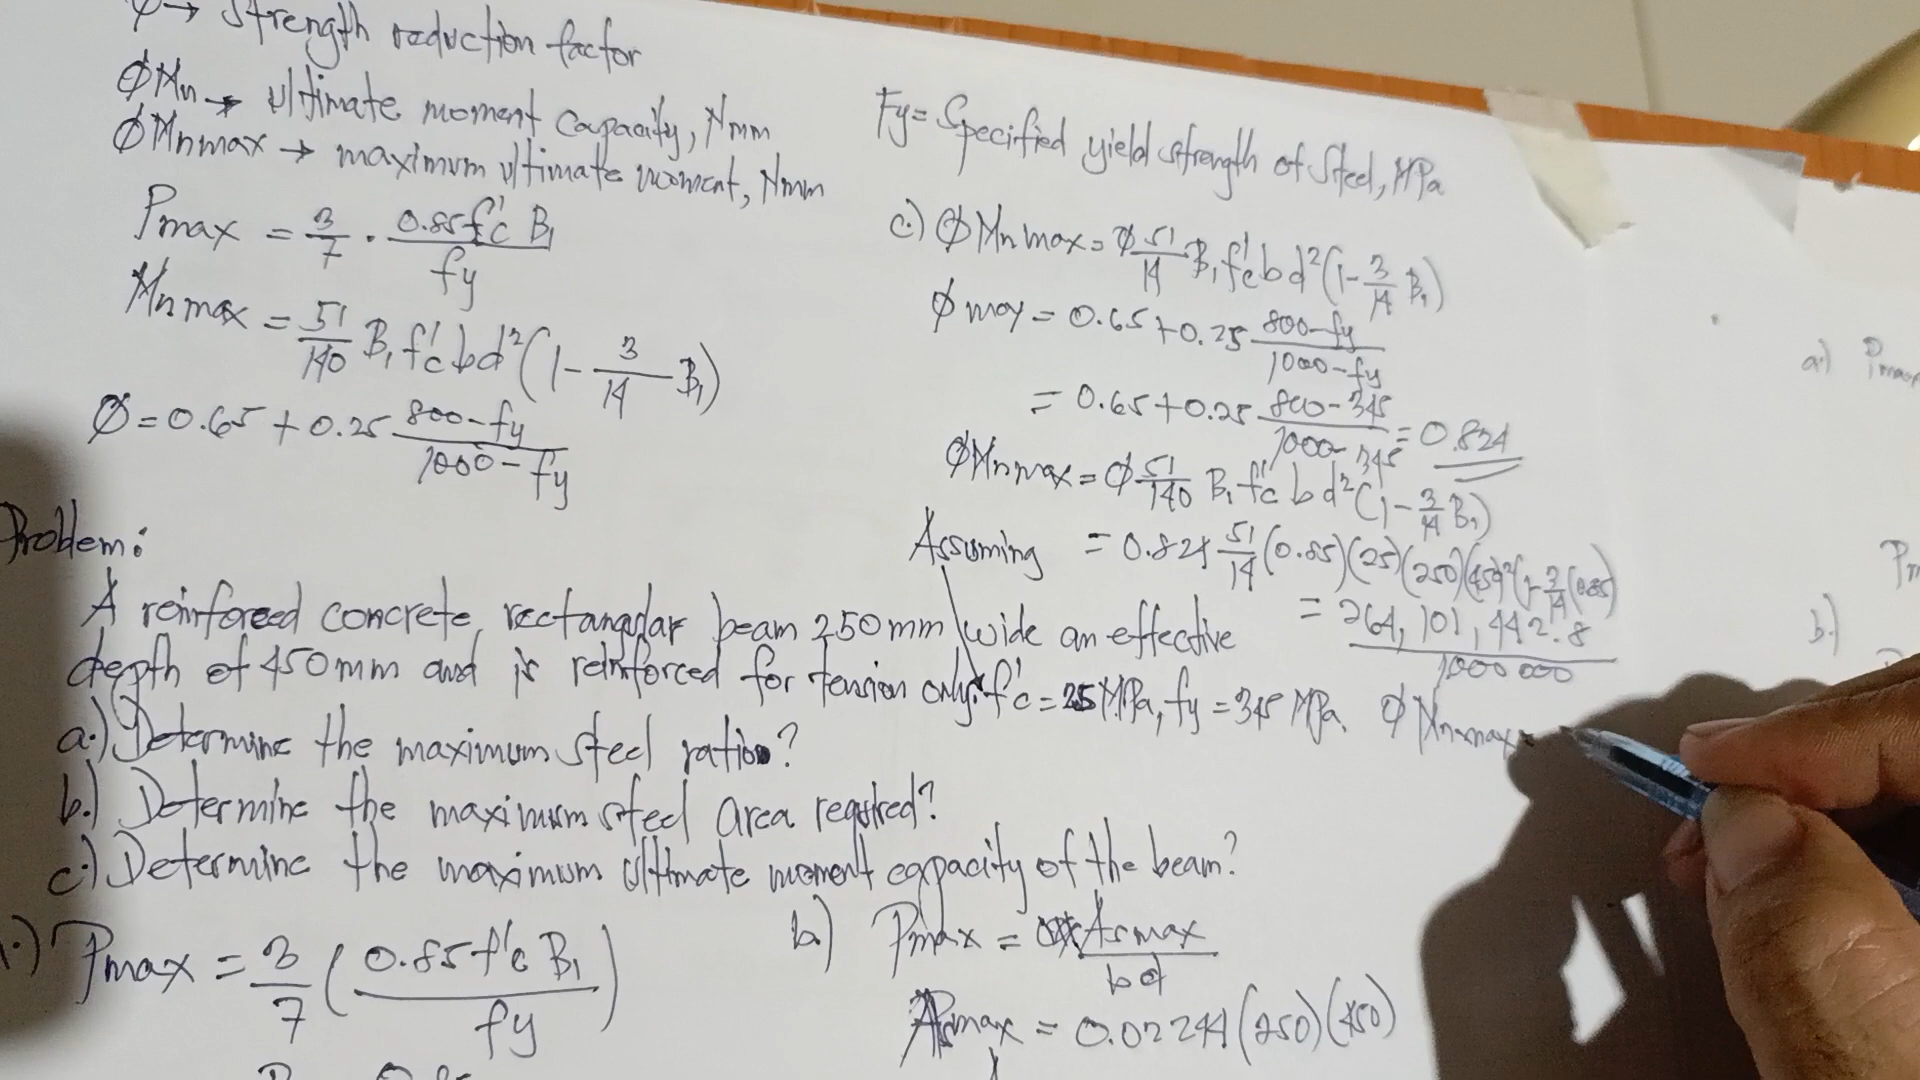 φ → Strength reduction factor
φMn → ultimate moment capacity, Nmm
φMnmax → maximum ultimate moment, Nmm
Pmax = 3/7 · 0.85f'c B₁/fy
Mn max = 51/140 B₁ f'c bd² (1 - 3/14 B₁)
φ = 0.65 + 0.25 800-fy/1000-fy
Problem:
A reinforced concrete rectangular beam 250mm wide an effective
depth of 450mm and is reinforced for tension only. f'c = 25 MPa, fy = 345 MPa.
a.) Determine the maximum steel ratio?
b.) Determine the maximum steel area required?
c.) Determine the maximum ultimate moment capacity of the beam?
Pmax = 3/7 (0.85f'c B₁/fy)
b.) Pmax = Asmax/bd
Asmax = 0.02244 (250)(450)
Fy = Specified yield strength of Steel, MPa
c.) φMn max = φ 51/14 B₁ f'c bd² (1 - 3/14 B₁)
φ max = 0.65 + 0.25 800-fy/1000-fy
= 0.65 + 0.25 800-345/1000-345 = 0.824
φMnmax = φ 51/140 B₁ f'c bd² (1 - 3/14 B₁)
Assuming = 0.824 51/14 (0.85)(25)(250)(450)² (1 - 3/14 (0.85)
= 264,101,442.8/1000 000
φMnmax =
a.) Pmax
b.)